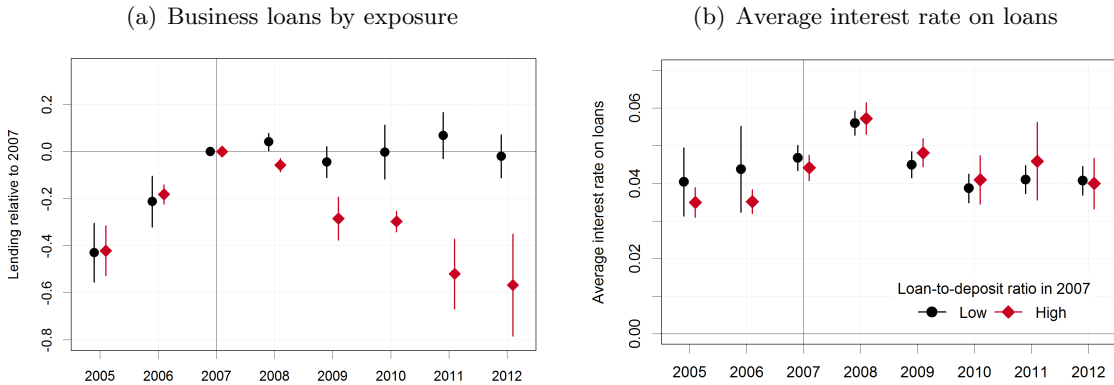 (a) Business loans by exposure
Lending relative to 2007
0.2
0.0
-0.2
-0.4
-0.6
-0.8
2005 2006 2007 2008 2009 2010 2011 2012
(b) Average interest rate on loans
Average interest rate on loans
0.06
0.04
0.02
0.00
Loan-to-deposit ratio in 2007
Low High
2005 2006 2007 2008 2009 2010 2011 2012